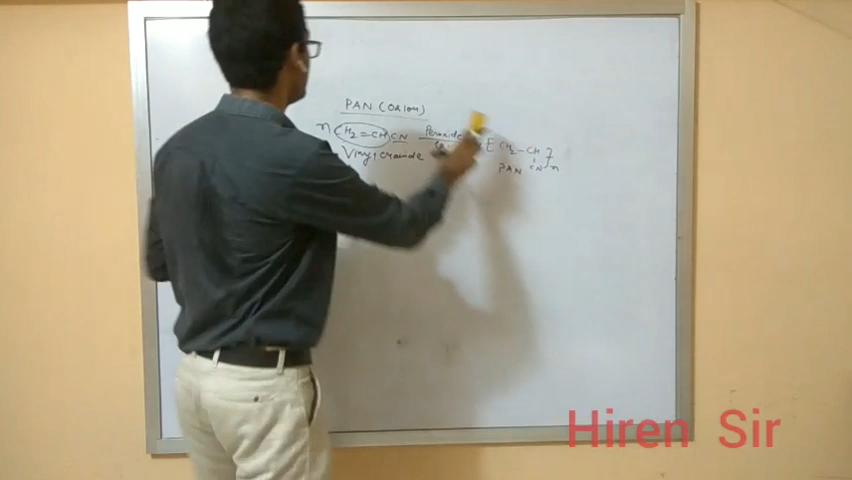 PAN (Orlon)
n CH2=CHCN Peroxide [ CH2-CH ]n
CN
Vinyl cyanide PAN
Hiren Sir